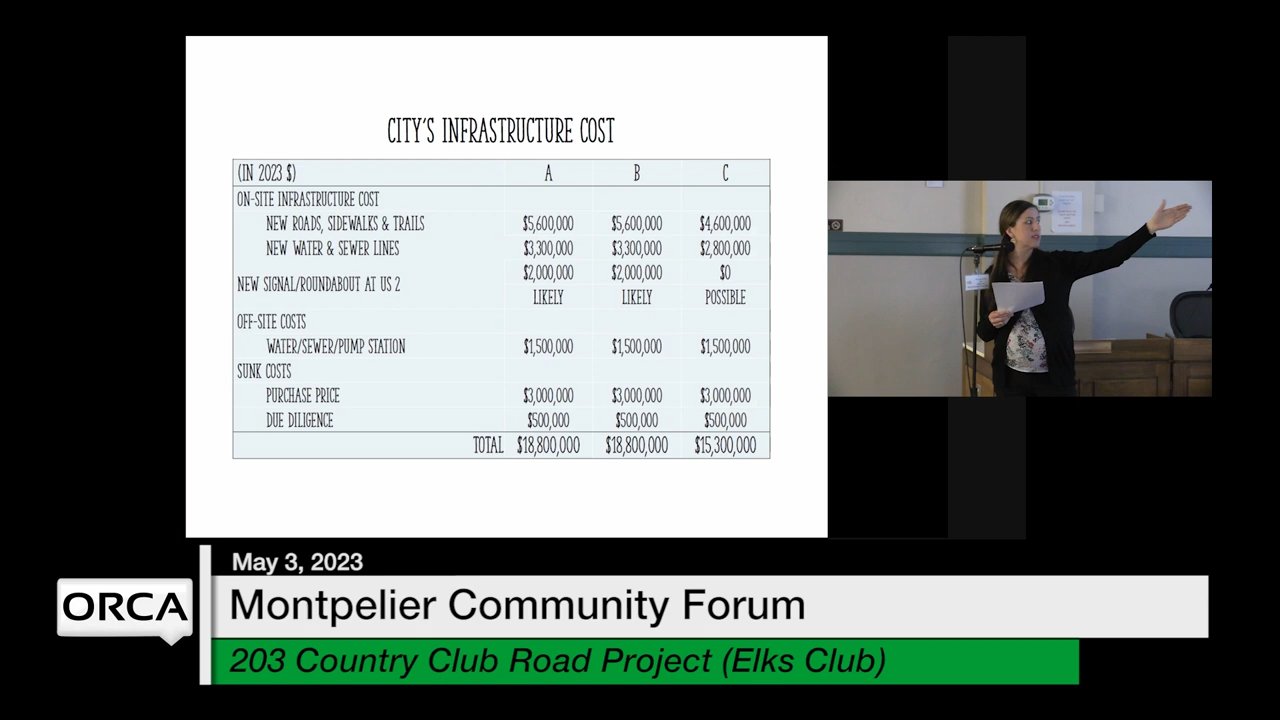 CITY'S INFRASTRUCTURE COST
(IN 2023 $) A B C
ON-SITE INFRASTRUCTURE COST
NEW ROADS, SIDEWALKS & TRAILS $5,600,000 $5,600,000 $4,600,000
NEW WATER & SEWER LINES $3,300,000 $3,300,000 $2,800,000
NEW SIGNAL/ROUNDABOUT AT US 2 $2,000,000 $2,000,000 $0
LIKELY LIKELY POSSIBLE
OFF-SITE COSTS
WATER/SEWER/PUMP STATION $1,500,000 $1,500,000 $1,500,000
SUNK COSTS
PURCHASE PRICE $3,000,000 $3,000,000 $3,000,000
DUE DILIGENCE $500,000 $500,000 $500,000
TOTAL $18,800,000 $18,800,000 $15,300,000
May 3, 2023
ORCA
Montpelier Community Forum
203 Country Club Road Project (Elks Club)